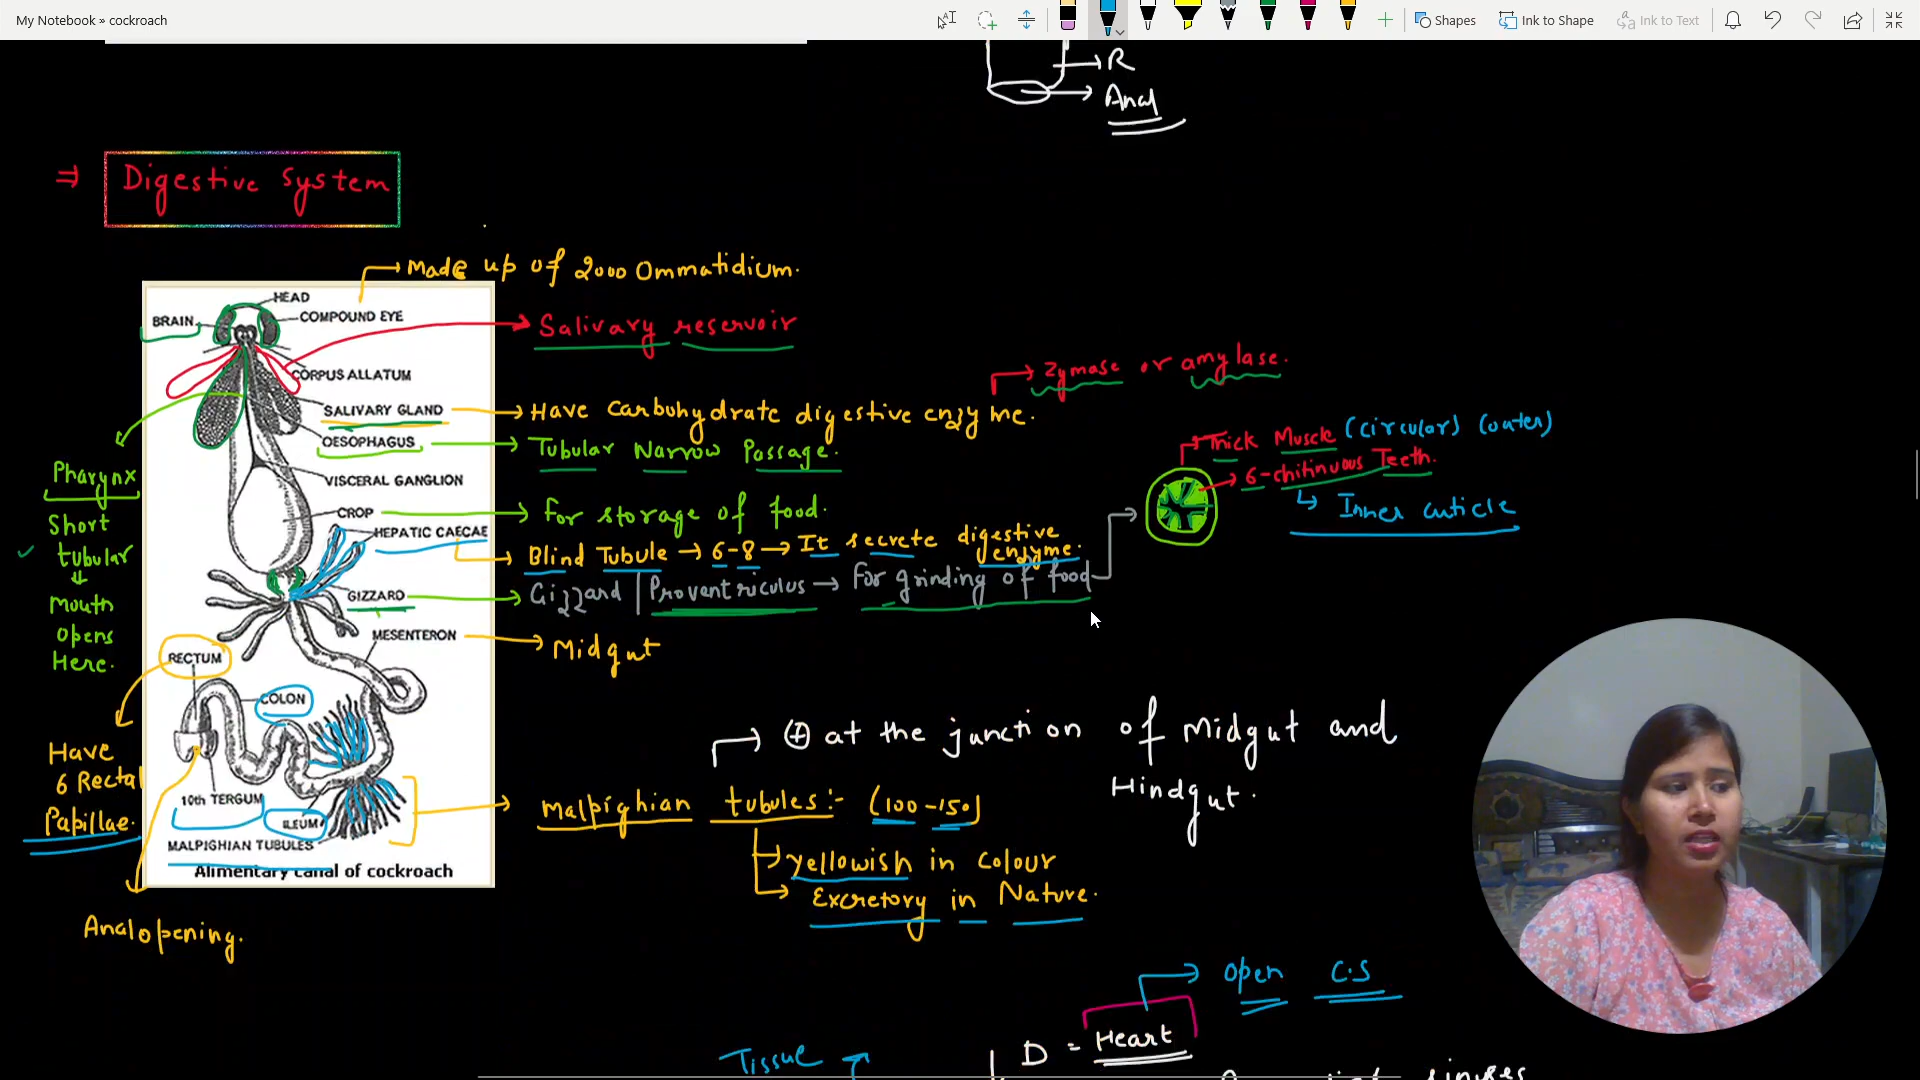 My Notebook » cockroach
Shapes
Ink to Shape
Ink to Text
R
Anal
⇒ Digestive system
Made up of 2000 Ommatidium.
HEAD
BRAIN
COMPOUND EYE
Salivary reservoir
CORPUS ALLATUM
Zymase or amylase.
SALIVARY GLAND
Have carbohydrate digestive enzyme.
OESOPHAGUS
Tubular Narrow Passage.
Thick Muscle (circular) (outer)
6-chitinuous Teeth.
Inner cuticle
Pharynx
Short
tubular
Mouth
opens
Here.
VISCERAL GANGLION
CROP
for storage of food.
HEPATIC CAECAE
Blind Tubule → 6-8 → It secrete digestive
enzyme.
GIZZARD
Gizzard | Proventriculus → For grinding of food
MESENTERON
Midgut
RECTUM
COLON
Have
6 Rectal
Papillae.
⊕ at the junction of Midgut and
Hindgut.
10th TERGUM
ILEUM
Malpighian tubules:- (100-150)
MALPIGHIAN TUBULES
yellowish in colour
Excretory in Nature.
Alimentary canal of cockroach
Anal opening.
open C.S
D = Heart
Tissue
sinuses